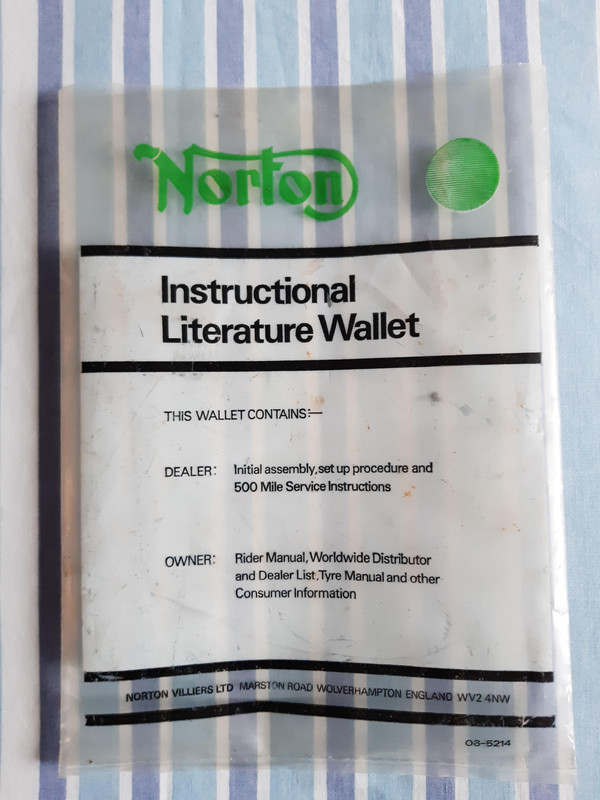 Norton
Instructional
Literature Wallet
THIS WALLET CONTAINS:—
DEALER: Initial assembly, set up procedure and
500 Mile Service Instructions
OWNER: Rider Manual, Worldwide Distributor
and Dealer List, Tyre Manual and other
Consumer Information
NORTON VILLIERS LTD MARSTON ROAD WOLVERHAMPTON ENGLAND WV2 4NW
06-5214